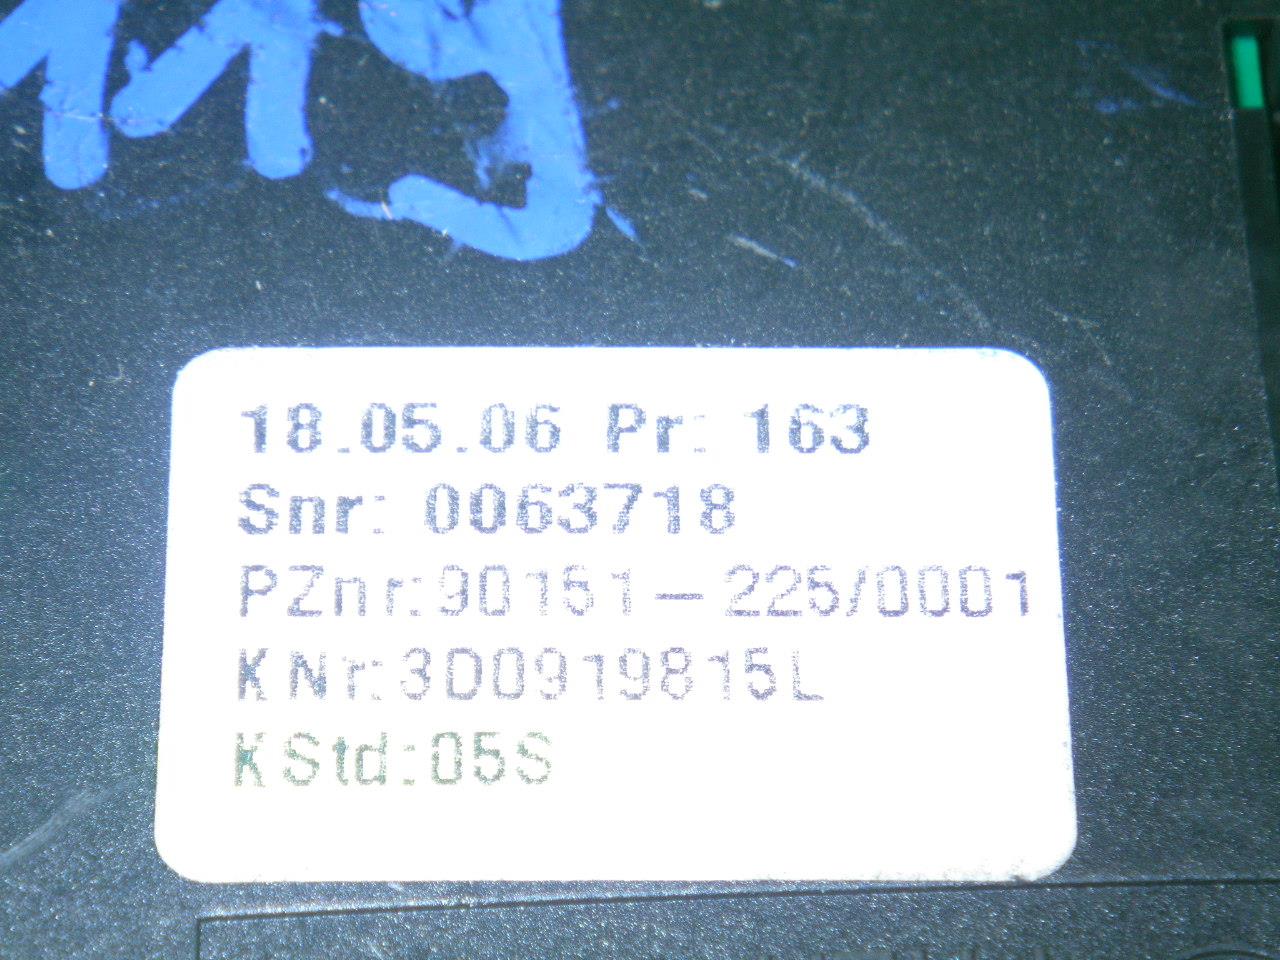 18.05.06 Pr: 163
Snr: 0063718
PZnr:90151-225/0001
KNr:3D0919815L
KStd:05S